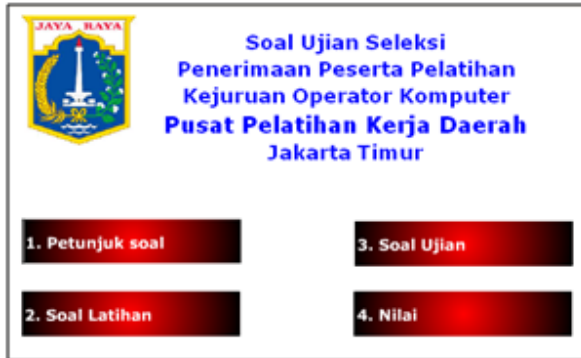 JAYA RAYA
Soal Ujian Seleksi
Penerimaan Peserta Pelatihan
Kejuruan Operator Komputer
Pusat Pelatihan Kerja Daerah
Jakarta Timur
1. Petunjuk soal
2. Soal Latihan
3. Soal Ujian
4. Nilai